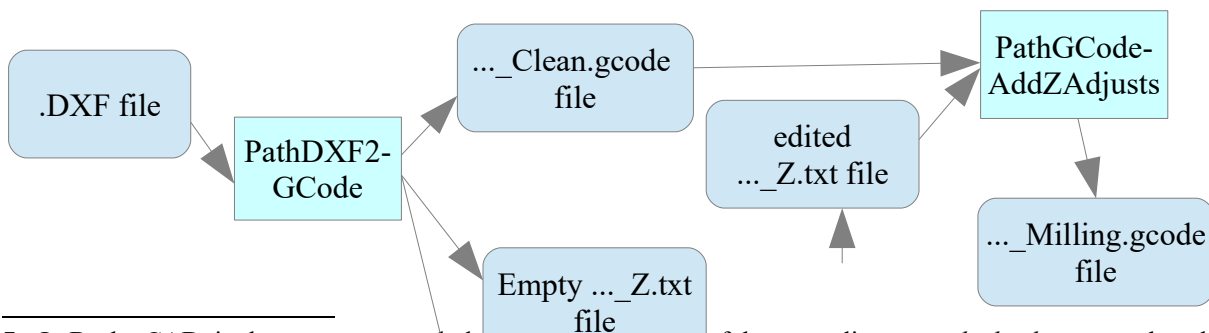 .DXF file
PathDXF2-
GCode
..._Clean.gcode
file
Empty ..._Z.txt
file
edited
..._Z.txt file
PathGCode-
AddZAdjusts
..._Milling.gcode
file